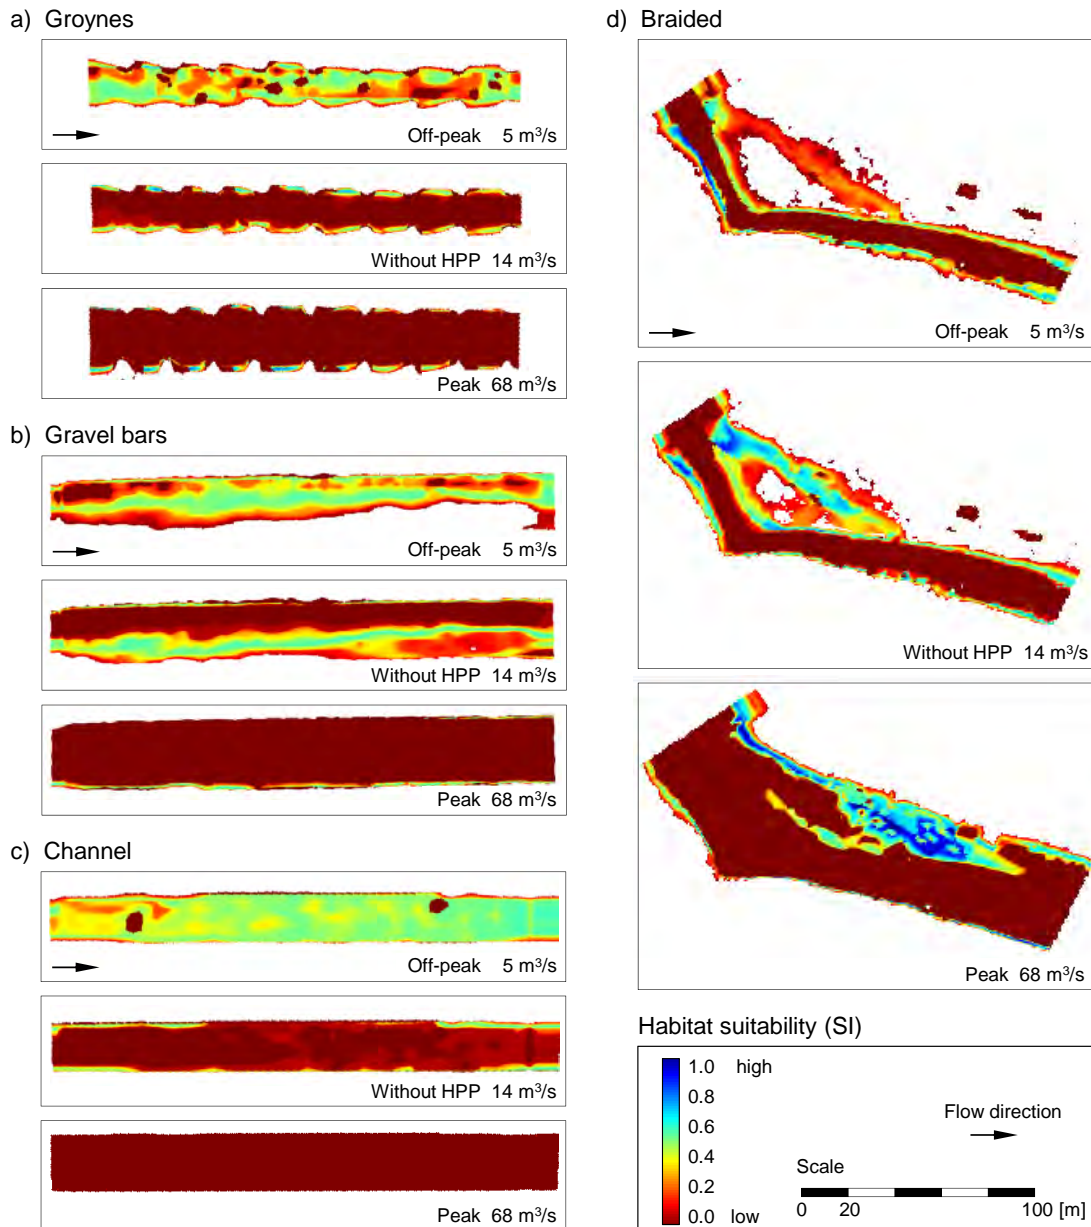 a) Groynes
Off-peak 5 m³/s
Without HPP 14 m³/s
Peak 68 m³/s
b) Gravel bars
Off-peak 5 m³/s
Without HPP 14 m³/s
Peak 68 m³/s
c) Channel
Off-peak 5 m³/s
Without HPP 14 m³/s
Peak 68 m³/s
d) Braided
Off-peak 5 m³/s
Without HPP 14 m³/s
Peak 68 m³/s
Habitat suitability (SI)
1.0 high
0.8
0.6
0.4
0.2
0.0 low
Flow direction
Scale
0 20 100 [m]